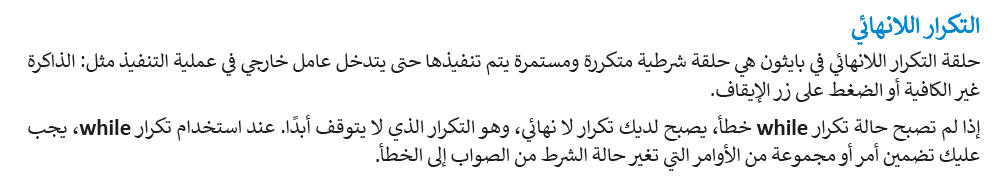 التكرار اللانهائي
حلقة التكرار اللانهائي في بايثون هي حلقة شرطية متكررة ومستمرة يتم تنفيذها حتى يتدخل عامل خارجي في عملية التنفيذ مثل: الذاكرة
غير الكافية أو الضغط على زر الإيقاف.
إذا لم تصبح حالة تكرار while خطأ، يصبح لديك تكرار لا نهائي، وهو التكرار الذي لا يتوقف أبدًا. عند استخدام تكرار while، يجب
عليك تضمين أمر أو مجموعة من الأوامر التي تغير حالة الشرط من الصواب إلى الخطأ.